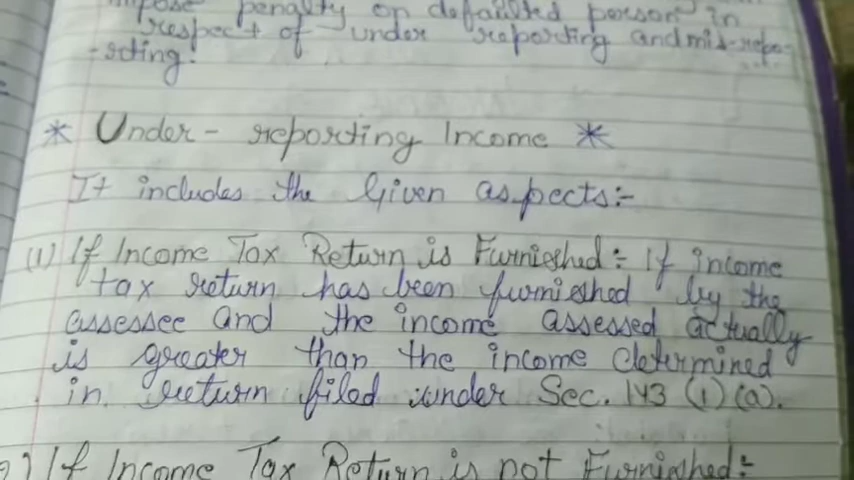 impose penalty on defaulted person in
respect of under reporting and mis-repo-
-rting.
* Under-reporting Income *
It includes the Given aspects:-
(1) If Income Tax Return is Furnished:- If income
tax return has been furnished by the
assessee and the income assessed actually
is greater than the income determined
in return filed under Sec. 143 (1) (a).
2) If Income Tax Return is not Furnished:-